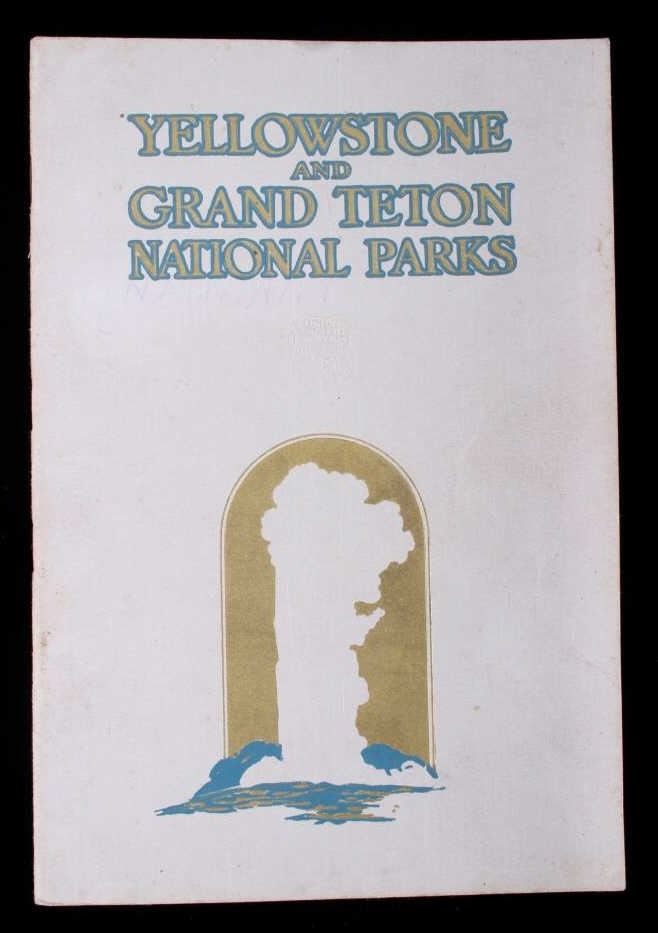 YELLOWSTONE
AND
GRAND TETON
NATIONAL PARKS